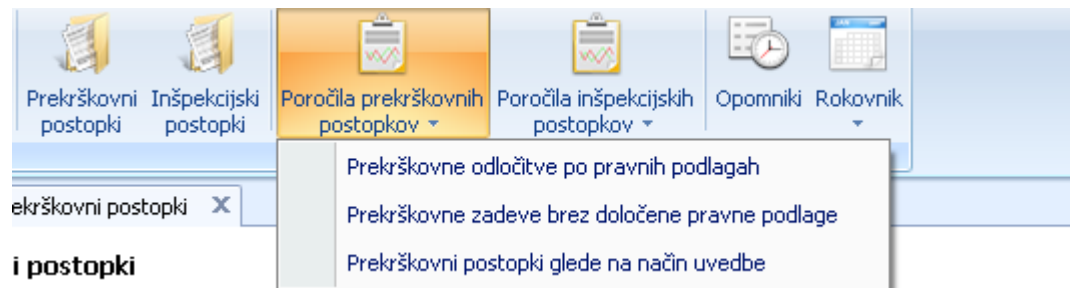 Prekrškovni postopki
Inšpekcijski postopki
Poročila prekrškovnih postopkov
Poročila inšpekcijskih postopkov
Opomniki
Rokovnik
Prekrškovne odločitve po pravnih podlagah
Prekrškovne zadeve brez določene pravne podlage
Prekrškovni postopki glede na način uvedbe
ekrškovni postopki X
i postopki